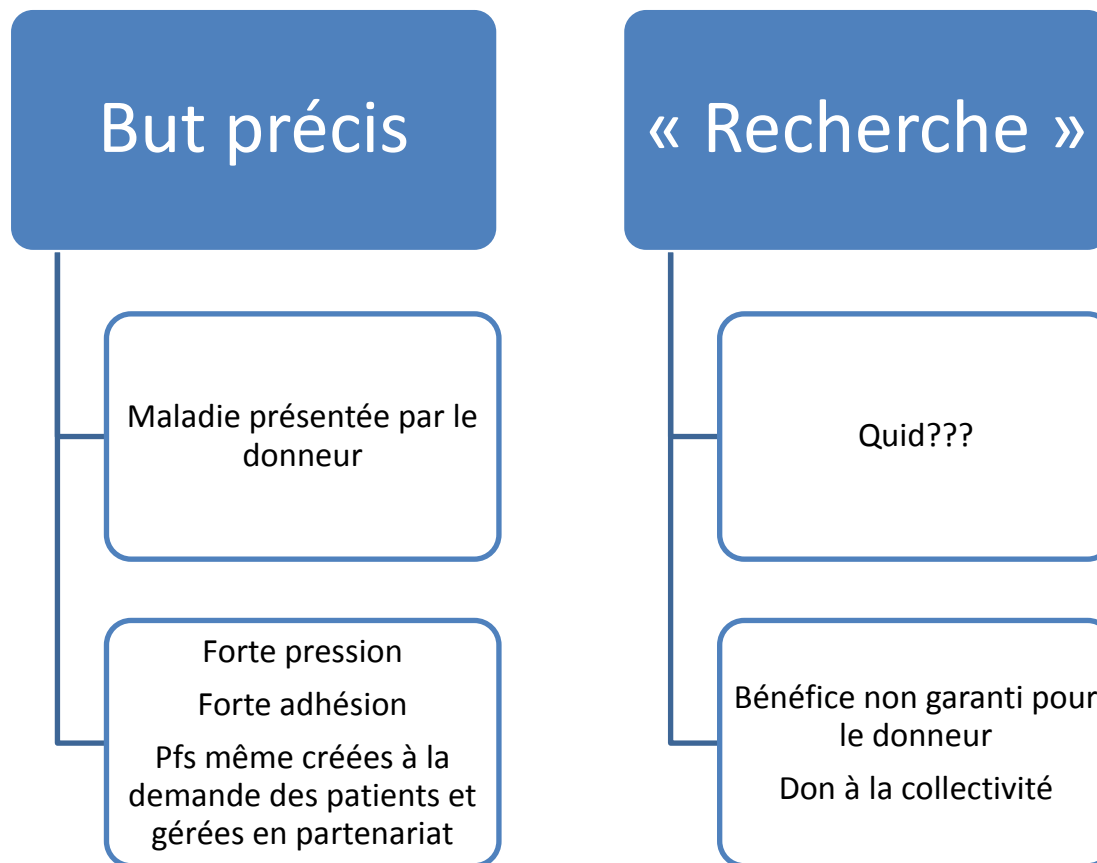 But précis
Maladie présentée par le
donneur
Forte pression
Forte adhésion
Pfs même créées à la
demande des patients et
gérées en partenariat
« Recherche »
Quid???
Bénéfice non garanti pour
le donneur
Don à la collectivité